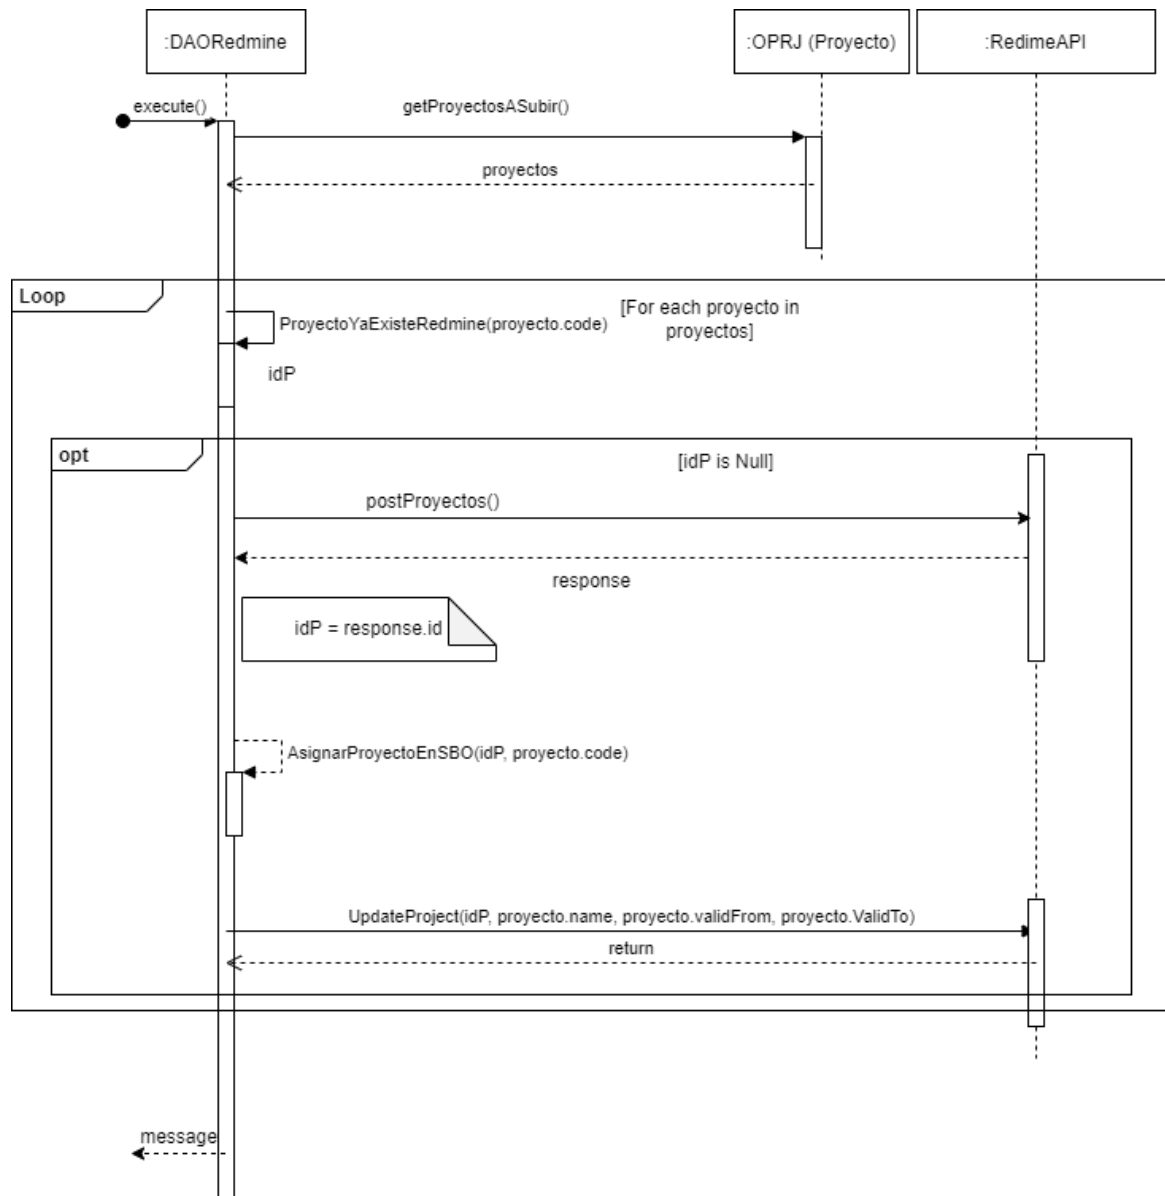 :DAORedmine
:OPRJ (Proyecto)
:RedimeAPI
execute()
getProyectosASubir()
proyectos
Loop
[For each proyecto in
proyectos]
ProyectoYaExisteRedmine(proyecto.code)
idP
opt
[idP is Null]
postProyectos()
response
idP = response.id
AsignarProyectoEnSBO(idP, proyecto.code)
UpdateProject(idP, proyecto.name, proyecto.validFrom, proyecto.ValidTo)
return
message